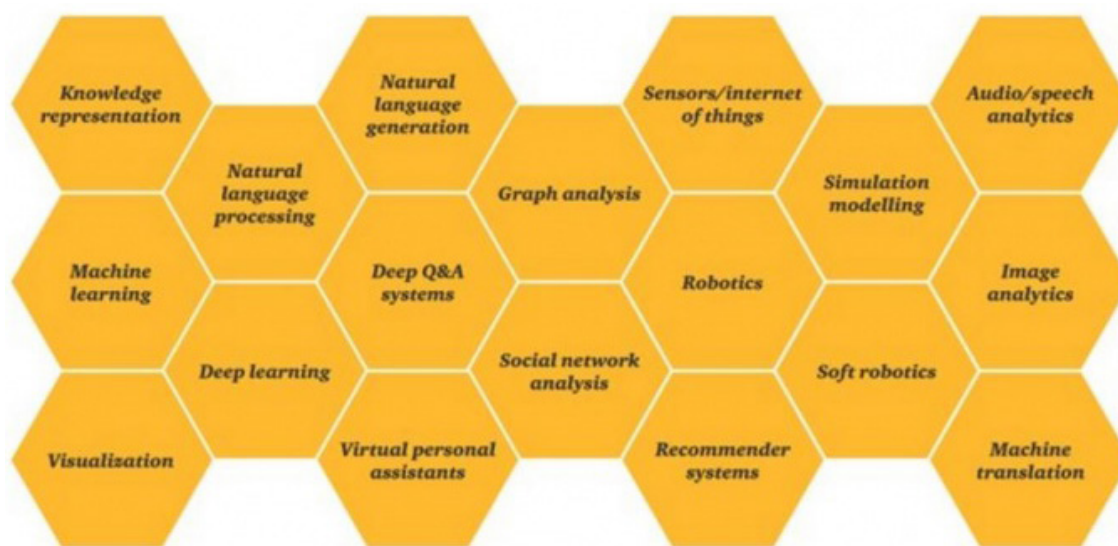 Knowledge
representation
Natural
language
generation
Sensors/internet
of things
Audio/speech
analytics
Natural
language
processing
Graph analysis
Simulation
modelling
Machine
learning
Deep Q&A
systems
Robotics
Image
analytics
Deep learning
Social network
analysis
Soft robotics
Visualization
Virtual personal
assistants
Recommender
systems
Machine
translation